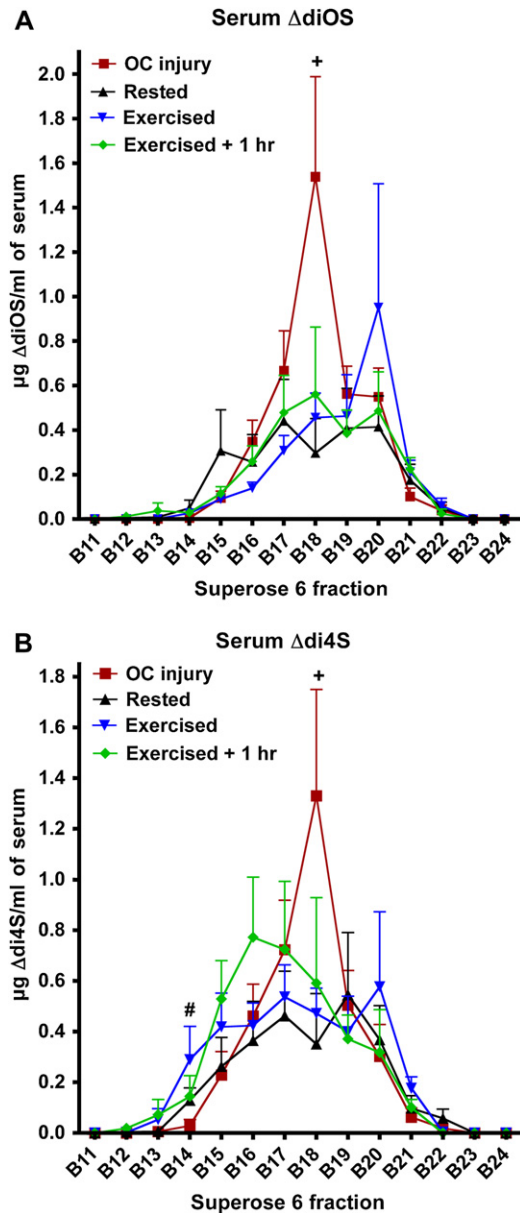 A
Serum ΔdiOS
OC injury
Rested
Exercised
Exercised + 1 hr
+
2.0
1.8
1.6
1.4
1.2
1.0
0.8
0.6
0.4
0.2
0.0
µg ΔdiOS/ml of serum
B11 B12 B13 B14 B15 B16 B17 B18 B19 B20 B21 B22 B23 B24
Superose 6 fraction
B
Serum Δdi4S
OC injury
Rested
Exercised
Exercised + 1 hr
+
#
1.8
1.6
1.4
1.2
1.0
0.8
0.6
0.4
0.2
0.0
µg Δdi4S/ml of serum
B11 B12 B13 B14 B15 B16 B17 B18 B19 B20 B21 B22 B23 B24
Superose 6 fraction